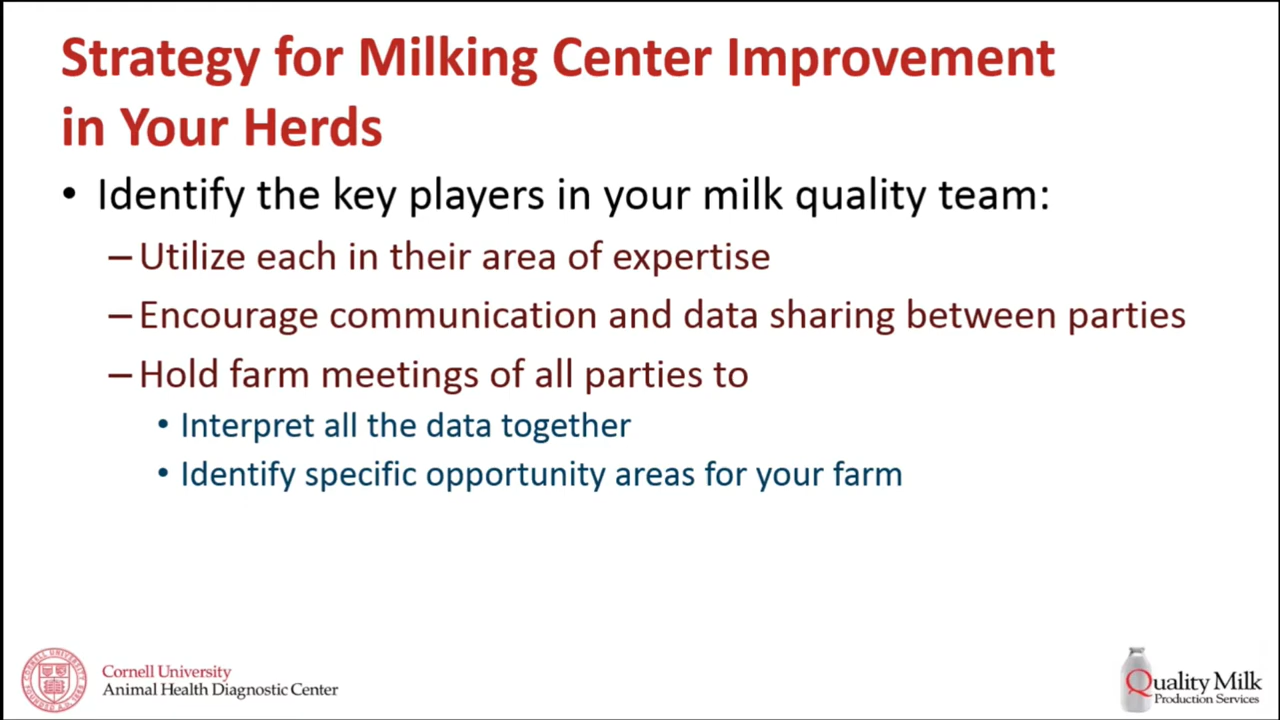 Strategy for Milking Center Improvement
in Your Herds
• Identify the key players in your milk quality team:
– Utilize each in their area of expertise
– Encourage communication and data sharing between parties
– Hold farm meetings of all parties to
• Interpret all the data together
• Identify specific opportunity areas for your farm
Cornell University
Animal Health Diagnostic Center
Quality Milk
Production Services